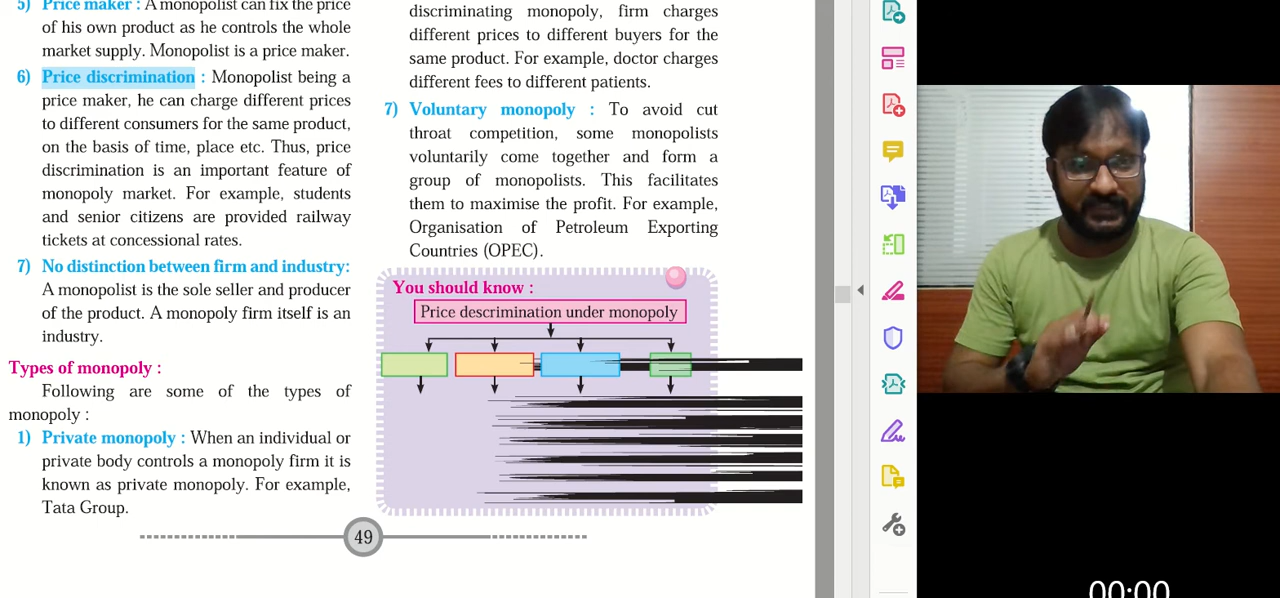 5) Price maker : A monopolist can fix the price
of his own product as he controls the whole
market supply. Monopolist is a price maker.
6) Price discrimination : Monopolist being a
price maker, he can charge different prices
to different consumers for the same product,
on the basis of time, place etc. Thus, price
discrimination is an important feature of
monopoly market. For example, students
and senior citizens are provided railway
tickets at concessional rates.
7) No distinction between firm and industry:
A monopolist is the sole seller and producer
of the product. A monopoly firm itself is an
industry.
Types of monopoly :
Following are some of the types of
monopoly :
1) Private monopoly : When an individual or
private body controls a monopoly firm it is
known as private monopoly. For example,
Tata Group.
discriminating monopoly, firm charges
different prices to different buyers for the
same product. For example, doctor charges
different fees to different patients.
7) Voluntary monopoly : To avoid cut
throat competition, some monopolists
voluntarily come together and form a
group of monopolists. This facilitates
them to maximise the profit. For example,
Organisation of Petroleum Exporting
Countries (OPEC).
You should know :
Price descrimination under monopoly
49
00:00